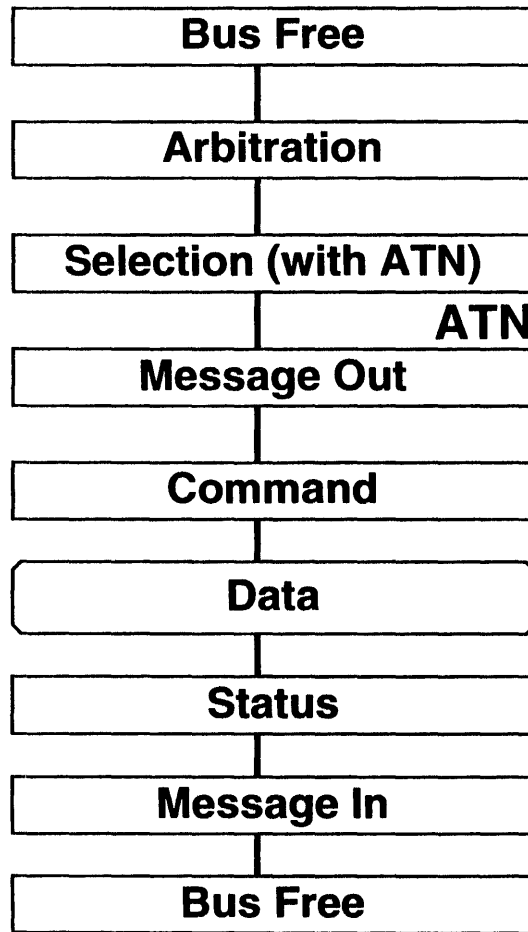 Bus Free
Arbitration
Selection (with ATN)
ATN
Message Out
Command
Data
Status
Message In
Bus Free